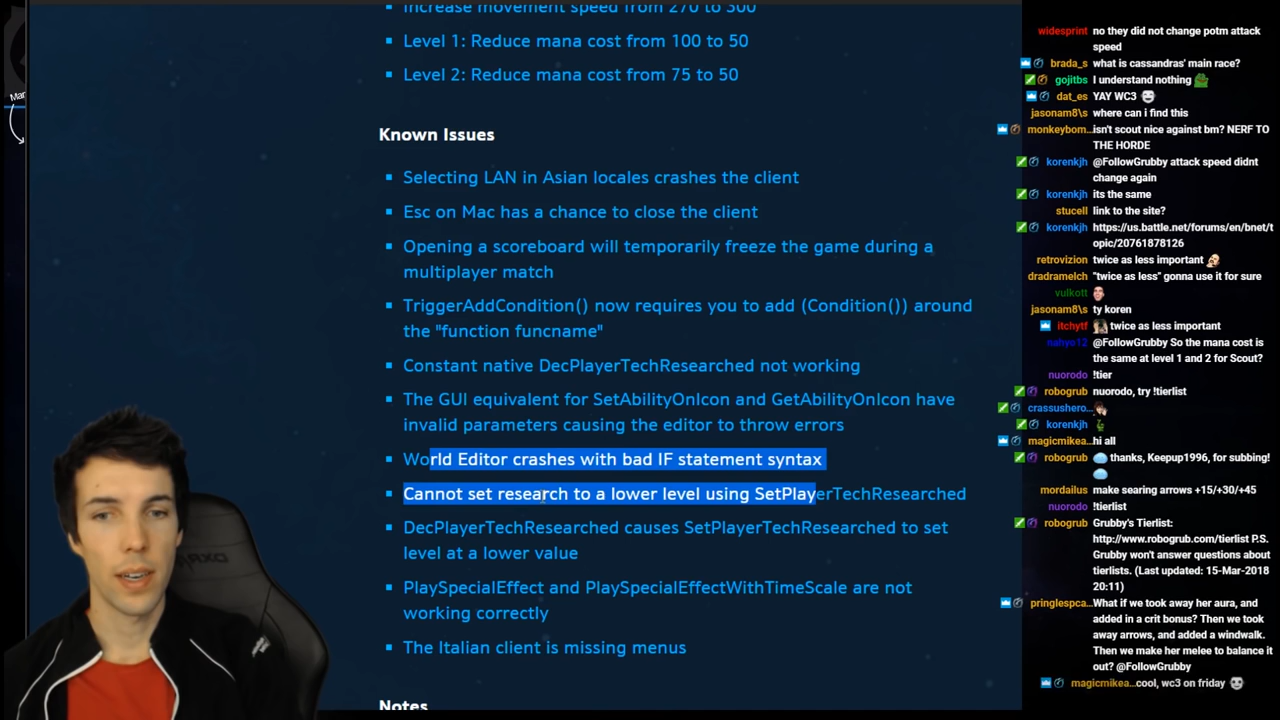 Increase movement speed from 270 to 300
Level 1: Reduce mana cost from 100 to 50
Level 2: Reduce mana cost from 75 to 50
Known Issues
Selecting LAN in Asian locales crashes the client
Esc on Mac has a chance to close the client
Opening a scoreboard will temporarily freeze the game during a
multiplayer match
TriggerAddCondition() now requires you to add (Condition()) around
the "function funcname"
Constant native DecPlayerTechResearched not working
The GUI equivalent for SetAbilityOnIcon and GetAbilityOnIcon have
invalid parameters causing the editor to throw errors
World Editor crashes with bad IF statement syntax
Cannot set research to a lower level using SetPlayerTechResearched
DecPlayerTechResearched causes SetPlayerTechResearched to set
level at a lower value
PlaySpecialEffect and PlaySpecialEffectWithTimeScale are not
working correctly
The Italian client is missing menus
Notes
widesprint no they did not change potm attack
speed
brada_s what is cassandras' main race?
gojitbs I understand nothing
dat_es YAY WC3
jasonam8\s where can i find this
monkeybom... isn't scout nice against bm? NERF TO
THE HORDE
korenkjh @FollowGrubby attack speed didnt
change again
korenkjh its the same
stucell link to the site?
korenkjh https://us.battle.net/forums/en/bnet/t
opic/20761878126
retrovizion twice as less important
dradramelch "twice as less" gonna use it for sure
vulkott
jasonam8\s ty koren
itchytf twice as less important
nahyo12 @FollowGrubby So the mana cost is
the same at level 1 and 2 for Scout?
nuorodo !tier
robogrub nuorodo, try !tierlist
crassushero...
korenkjh
magicmikea... hi all
robogrub thanks, Keepup1996, for subbing!
mordailus make searing arrows +15/+30/+45
nuorodo !tierlist
robogrub Grubby's Tierlist:
http://www.robogrub.com/tierlist P.S.
Grubby won't answer questions about
tierlists. (Last updated: 15-Mar-2018
20:11)
pringlespca... What if we took away her aura, and
added in a crit bonus? Then we took
away arrows, and added a windwalk.
Then we make her melee to balance it
out? @FollowGrubby
magicmikea... cool, wc3 on friday